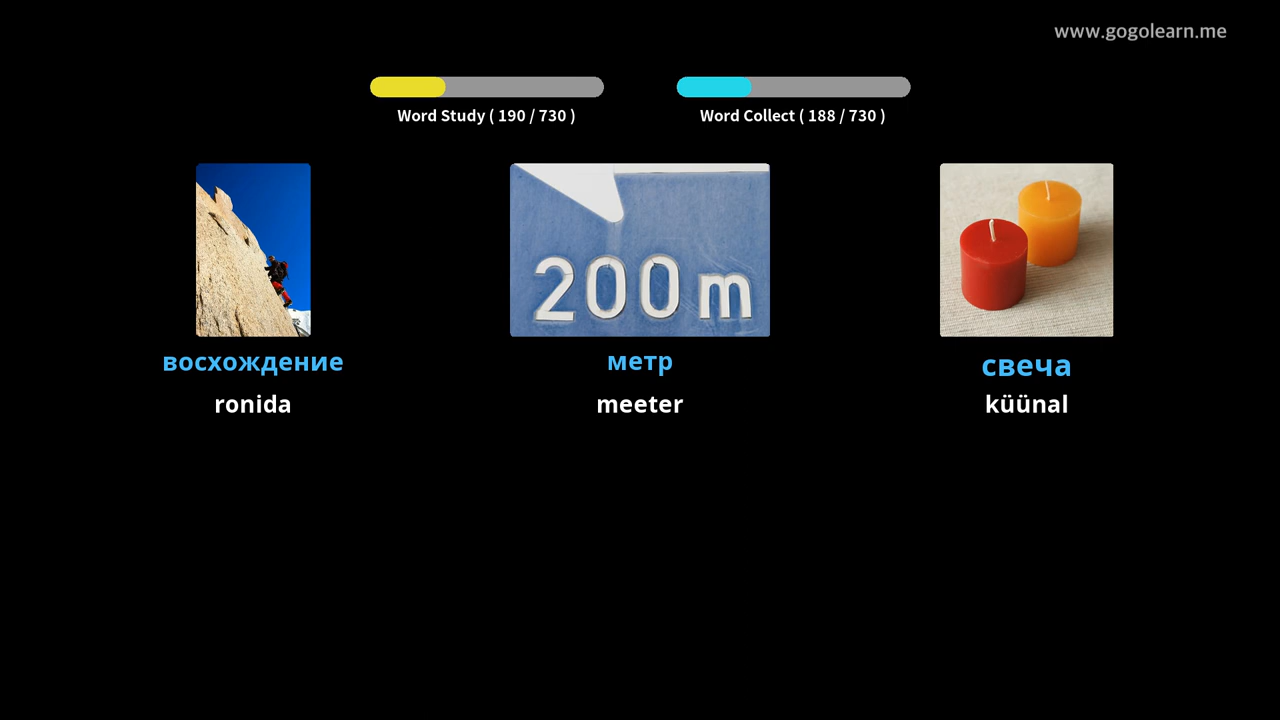 www.gogolearn.me
Word Study ( 190 / 730 )
Word Collect ( 188 / 730 )
200 m
восхождение
метр
свеча
ronida
meeter
küünal